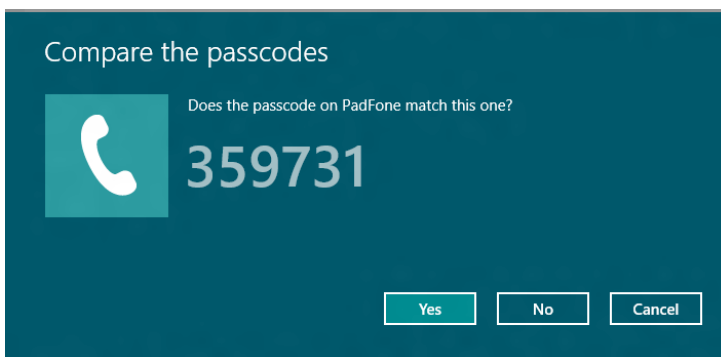 Compare the passcodes
Does the passcode on PadFone match this one?
359731
Yes No Cancel